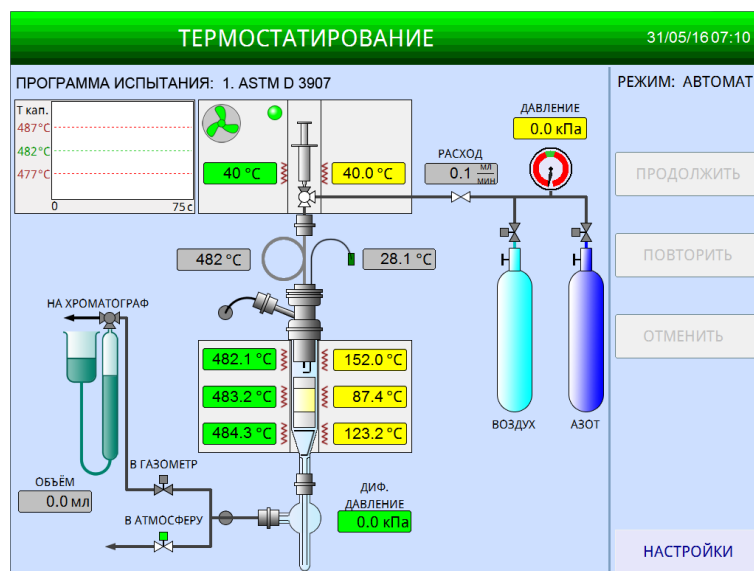 ТЕРМОСТАТИРОВАНИЕ
31/05/16 07:10
ПРОГРАММА ИСПЫТАНИЯ: 1. ASTM D 3907
РЕЖИМ: АВТОМАТ
Т кап.
487°C
482°C
477°C
0
75 с
40 °C
40.0 °C
ДАВЛЕНИЕ
0.0 кПа
РАСХОД
0.1 мл/мин
ПРОДОЛЖИТЬ
482 °C
28.1 °C
ПОВТОРИТЬ
НА ХРОМАТОГРАФ
ОТМЕНИТЬ
482.1 °C
152.0 °C
483.2 °C
87.4 °C
484.3 °C
123.2 °C
ВОЗДУХ
АЗОТ
В ГАЗОМЕТР
ОБЪЁМ
0.0 мл
ДИФ.
ДАВЛЕНИЕ
0.0 кПа
В АТМОСФЕРУ
НАСТРОЙКИ